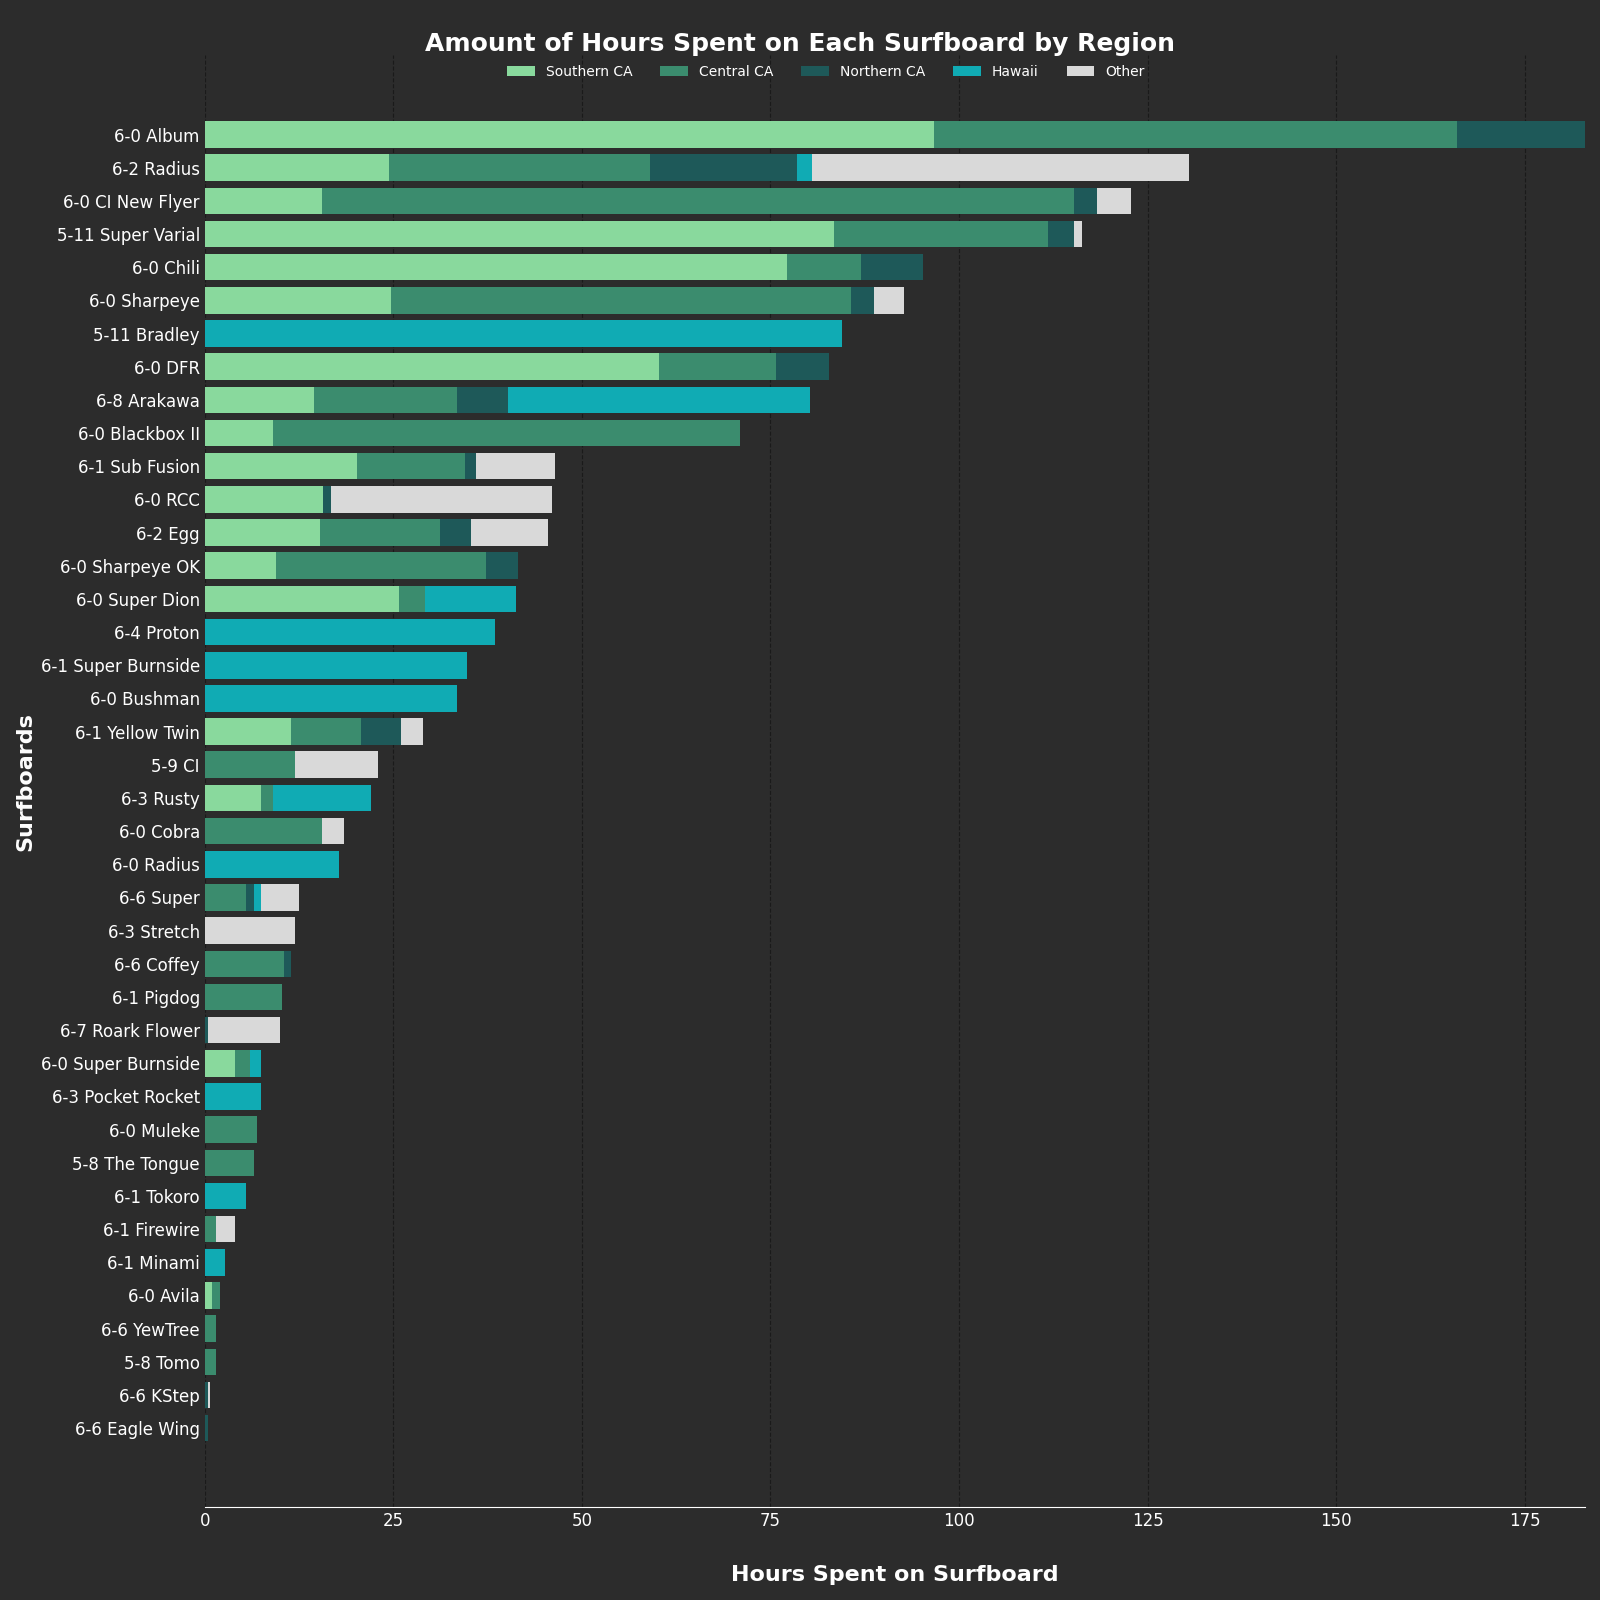 Amount of Hours Spent on Each Surfboard by Region
Southern CA Central CA Northern CA Hawaii Other
6-0 Album
6-2 Radius
6-0 CI New Flyer
5-11 Super Varial
6-0 Chili
6-0 Sharpeye
5-11 Bradley
6-0 DFR
6-8 Arakawa
6-0 Blackbox II
6-1 Sub Fusion
6-0 RCC
6-2 Egg
6-0 Sharpeye OK
6-0 Super Dion
6-4 Proton
6-1 Super Burnside
6-0 Bushman
6-1 Yellow Twin
5-9 CI
6-3 Rusty
6-0 Cobra
6-0 Radius
6-6 Super
6-3 Stretch
6-6 Coffey
6-1 Pigdog
6-7 Roark Flower
6-0 Super Burnside
6-3 Pocket Rocket
6-0 Muleke
5-8 The Tongue
6-1 Tokoro
6-1 Firewire
6-1 Minami
6-0 Avila
6-6 YewTree
5-8 Tomo
6-6 KStep
6-6 Eagle Wing
Surfboards
0 25 50 75 100 125 150 175
Hours Spent on Surfboard